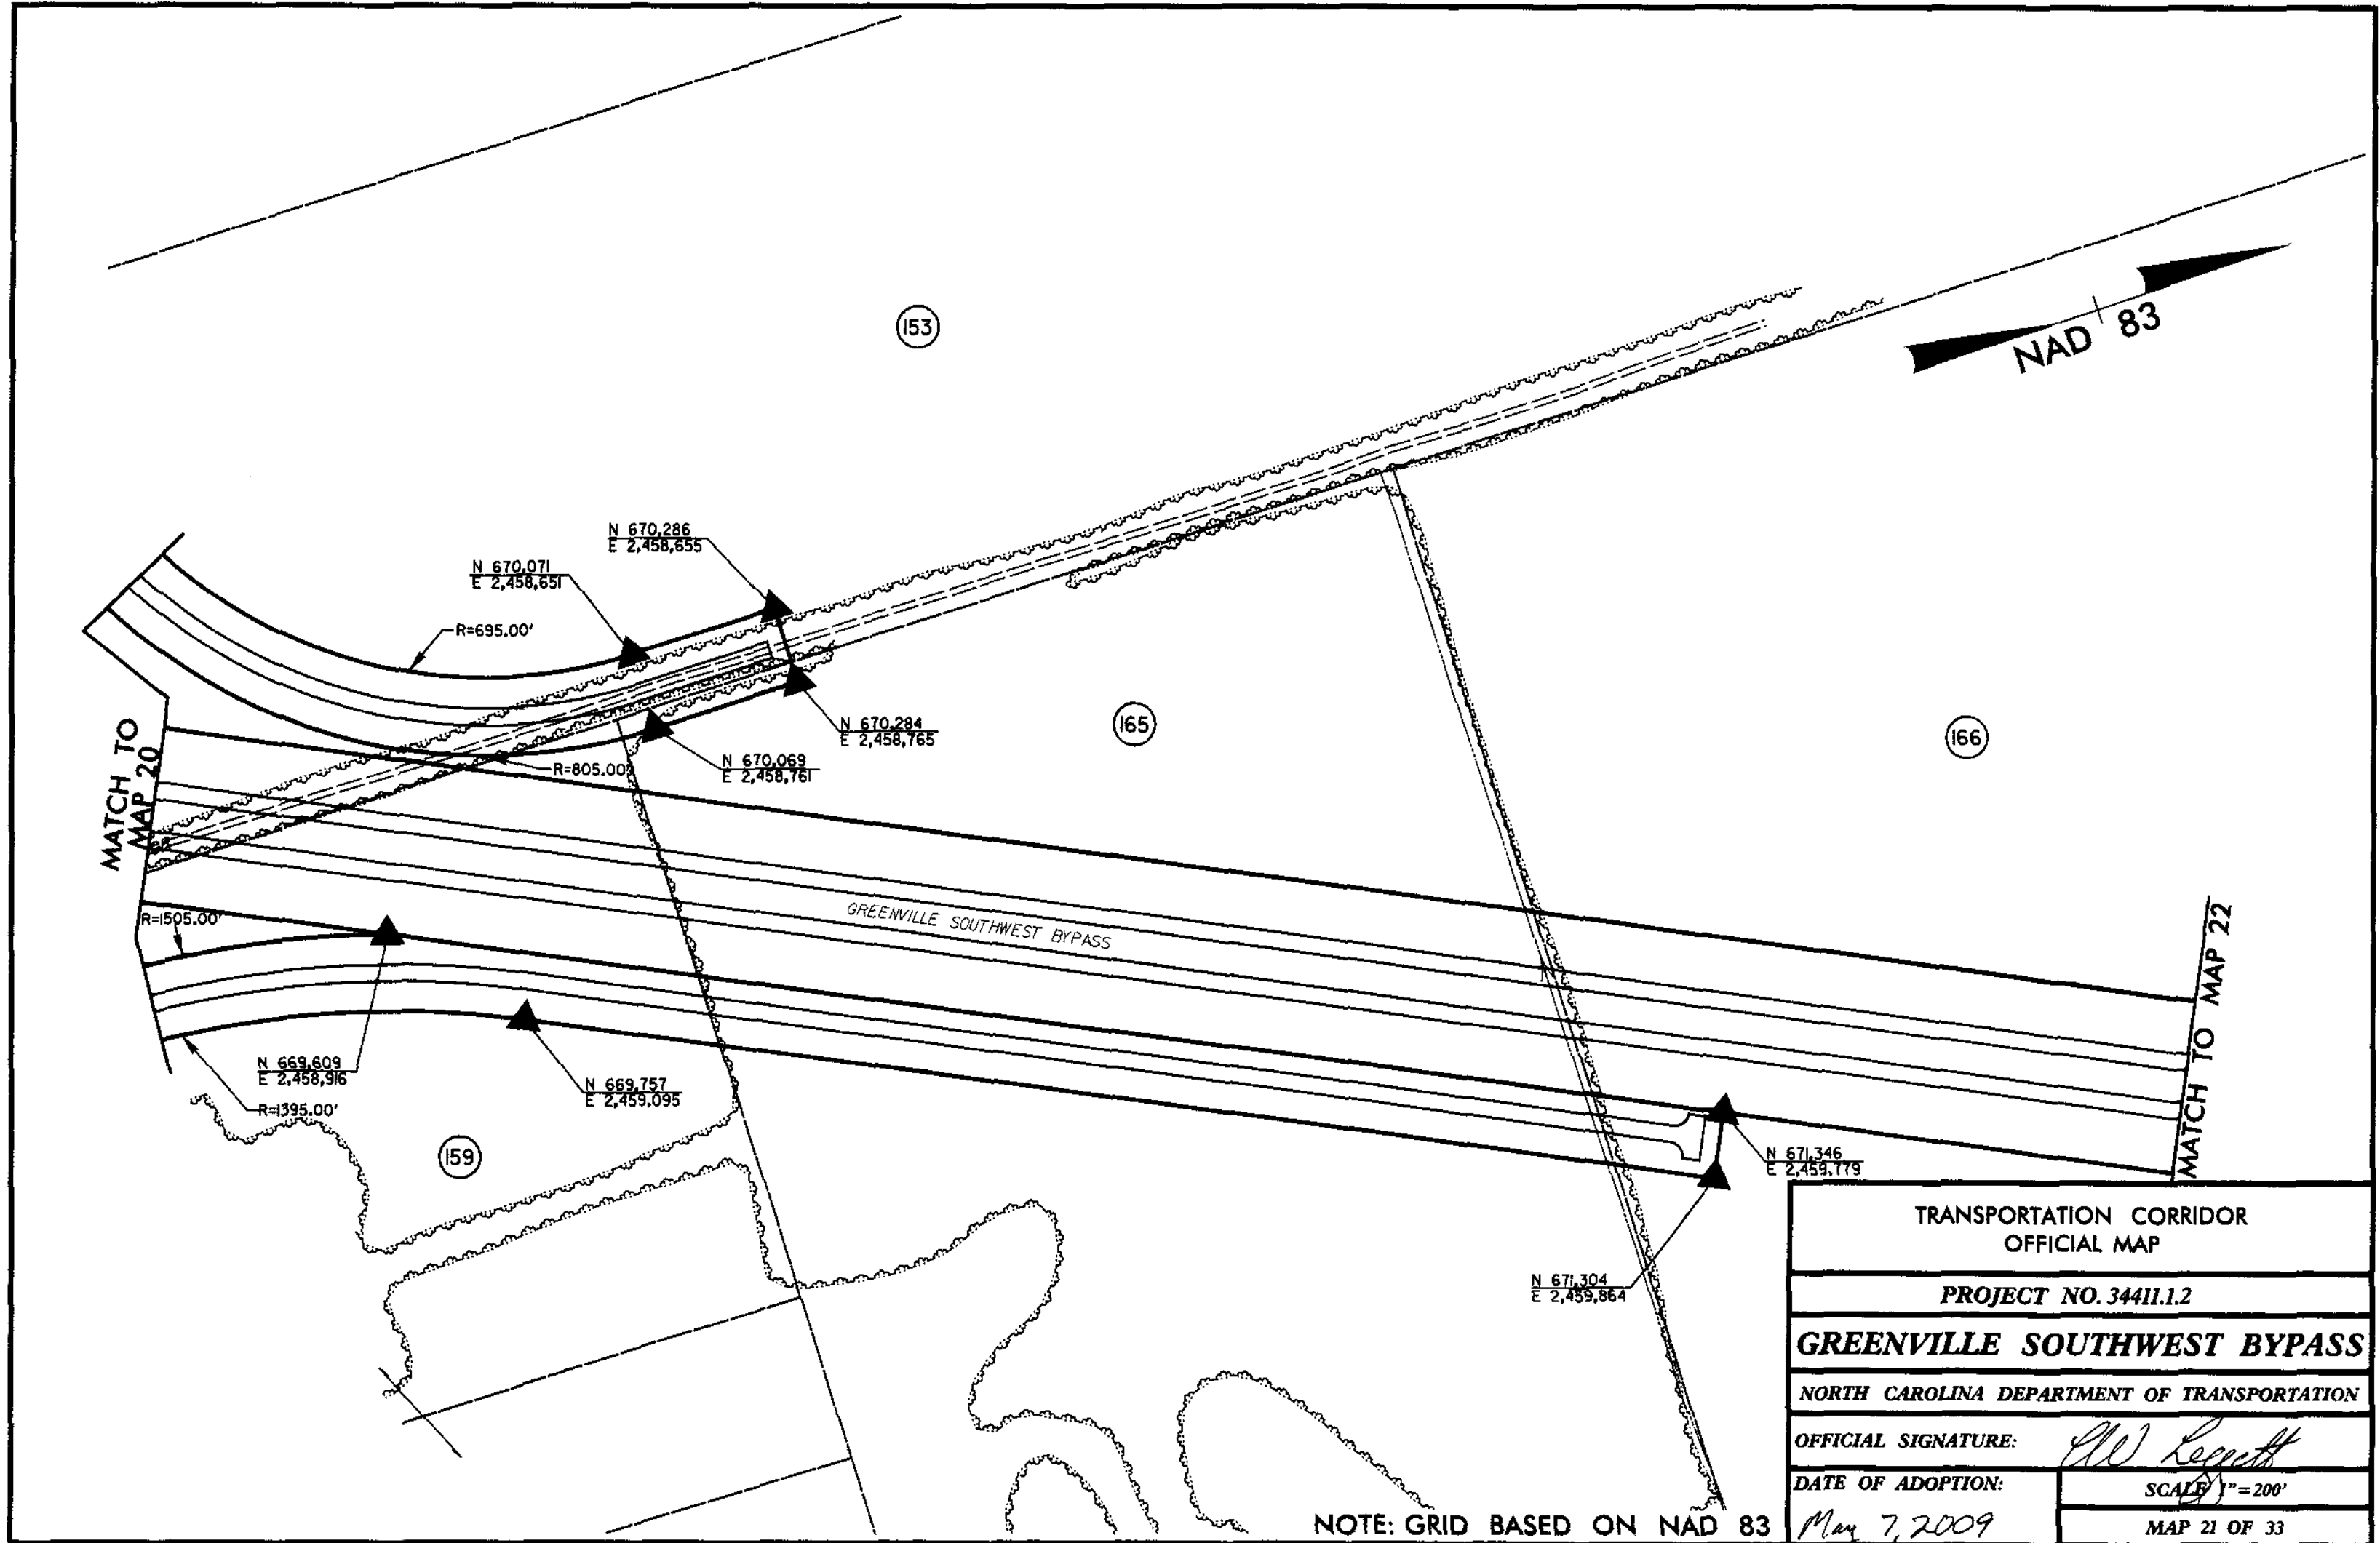 153
NAD 83
N 670,286
E 2,458,655
N 670,071
E 2,458,651
R=695.00'
165
166
N 670,284
E 2,458,765
MATCH TO
MAP 20
N 670,069
E 2,458,761
R=805.00'
R=1505.00'
GREENVILLE SOUTHWEST BYPASS
MATCH TO MAP 22
N 669,609
E 2,458,916
N 669,757
E 2,459,095
R=1395.00'
159
N 671,346
E 2,459,779
N 671,304
E 2,459,864
TRANSPORTATION CORRIDOR
OFFICIAL MAP
PROJECT NO. 34411.1.2
GREENVILLE SOUTHWEST BYPASS
NORTH CAROLINA DEPARTMENT OF TRANSPORTATION
OFFICIAL SIGNATURE:
DATE OF ADOPTION:
May 7, 2009
SCALE 1"=200'
MAP 21 OF 33
NOTE: GRID BASED ON NAD 83